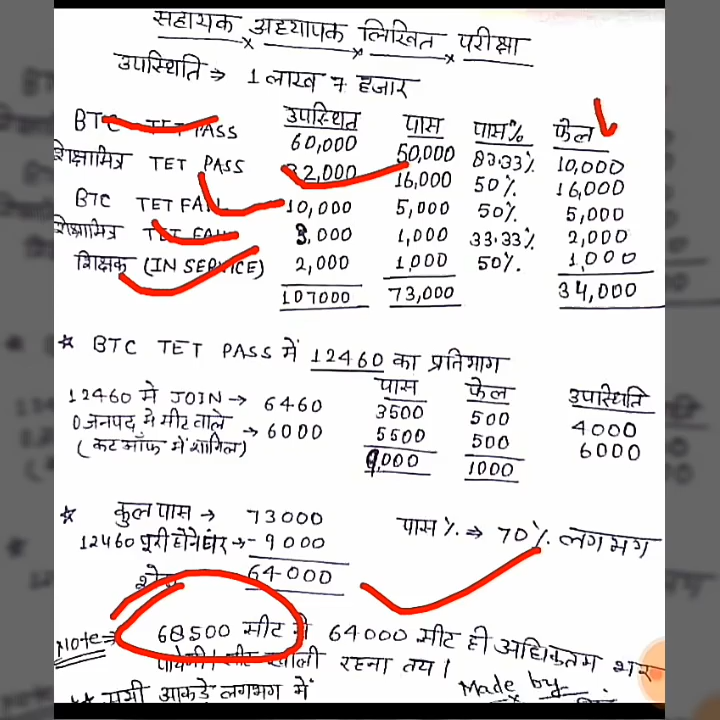 सहायक अध्यापक लिखित परीक्षा
उपस्थिति ⇒ 1 लाख 7 हजार
उपस्थित पास पास% फेल
BTC TET PASS 60,000 50,000 83.33% 10,000
शिक्षामित्र TET PASS 32,000 16,000 50% 16,000
BTC TET FAIL 10,000 5,000 50% 5,000
शिक्षामित्र TET FAIL 3,000 1,000 33.33% 2,000
शिक्षक (IN SERVICE) 2,000 1,000 50% 1,000
107000 73,000 34,000
* BTC TET PASS में 12460 का प्रतिभाग
पास फेल उपस्थिति
12460 मे JOIN → 6460 3500 500 4000
0 जनपद मे मीट वाले → 6000 5500 500 6000
(कट ऑफ में शामिल) 9,000 1000
* कुल पास → 73000 पास % ⇒ 70% लगभग
12460 पूरी होने पर → - 9000
शेष 64000
Note ⇒ 68500 सीट मे 64000 सीट ही अधिकतम भर
पायेगी। सीट खाली रहना तय।
** सभी आकड़े लगभग में Made by